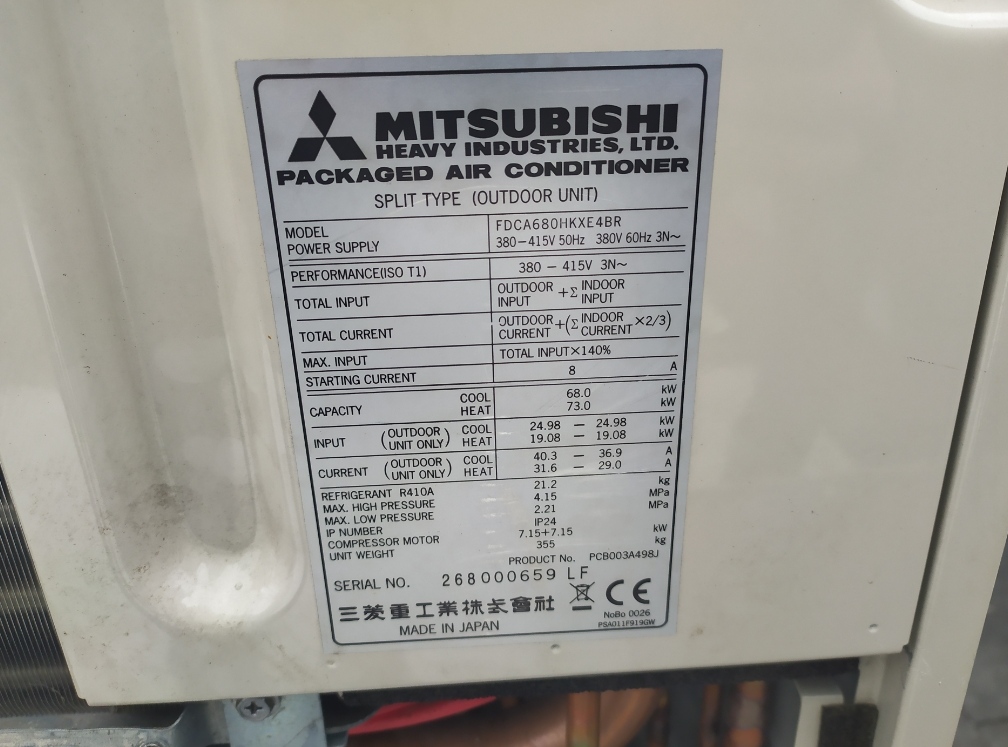 MITSUBISHI
HEAVY INDUSTRIES, LTD.
PACKAGED AIR CONDITIONER
SPLIT TYPE (OUTDOOR UNIT)
MODEL FDCA680HKXE4BR
POWER SUPPLY 380-415V 50Hz 380V 60Hz 3N~
PERFORMANCE(ISO T1) 380 - 415V 3N~
TOTAL INPUT OUTDOOR INPUT +Σ INDOOR INPUT
TOTAL CURRENT OUTDOOR CURRENT +(Σ INDOOR CURRENT ×2/3)
MAX. INPUT TOTAL INPUT×140%
STARTING CURRENT 8 A
CAPACITY COOL 68.0 kW
HEAT 73.0 kW
INPUT (OUTDOOR UNIT ONLY) COOL 24.98 - 24.98 kW
HEAT 19.08 - 19.08 kW
CURRENT (OUTDOOR UNIT ONLY) COOL 40.3 - 36.9 A
HEAT 31.6 - 29.0 A
REFRIGERANT R410A 21.2 kg
MAX. HIGH PRESSURE 4.15 MPa
MAX. LOW PRESSURE 2.21 MPa
IP NUMBER IP24
COMPRESSOR MOTOR 7.15+7.15 kW
UNIT WEIGHT 355 kg
PRODUCT No. PCB003A498J
SERIAL NO. 268000659 LF
三菱重工業株式會社 CE
MADE IN JAPAN NoBo 0026
PSA011F919GW